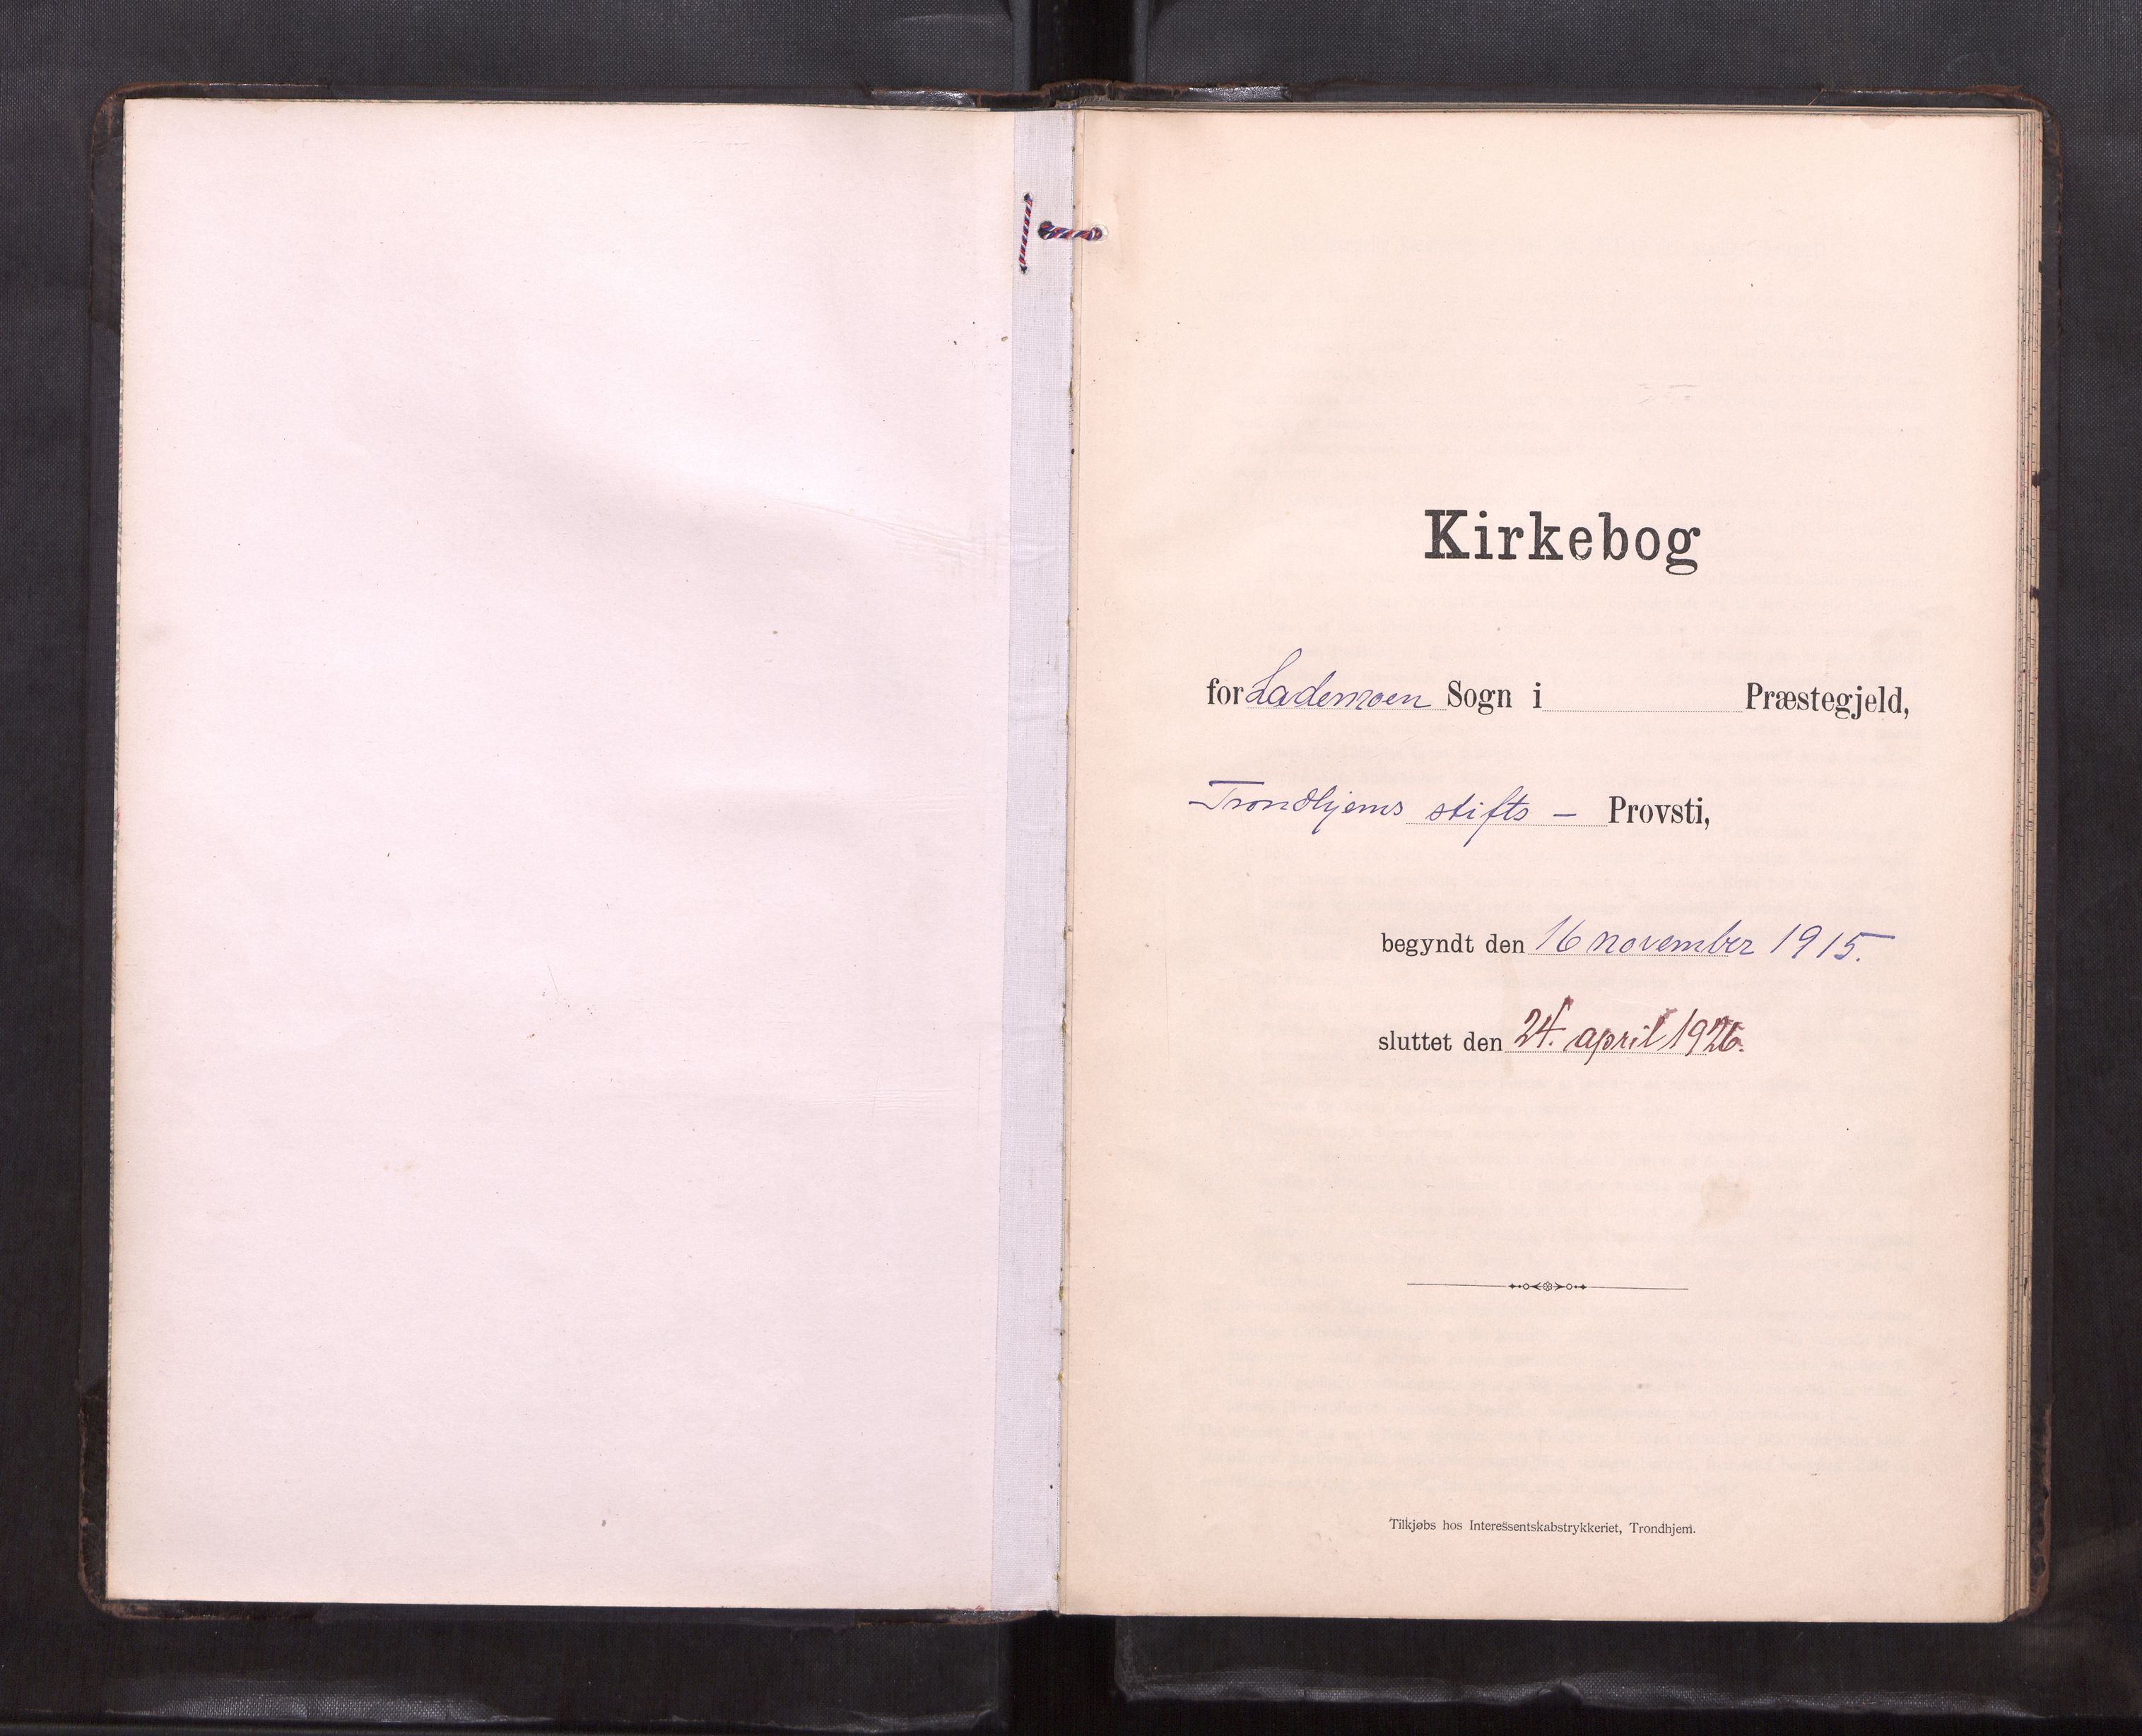 Kirkebog
for Lademoen Sogn i Præstegjeld,
Trondhjems stifts – Provsti,
begyndt den 16 november 1915.
sluttet den 24. april 1926.
Tilkjøbs hos Interessentskabstrykkeriet, Trondhjem.